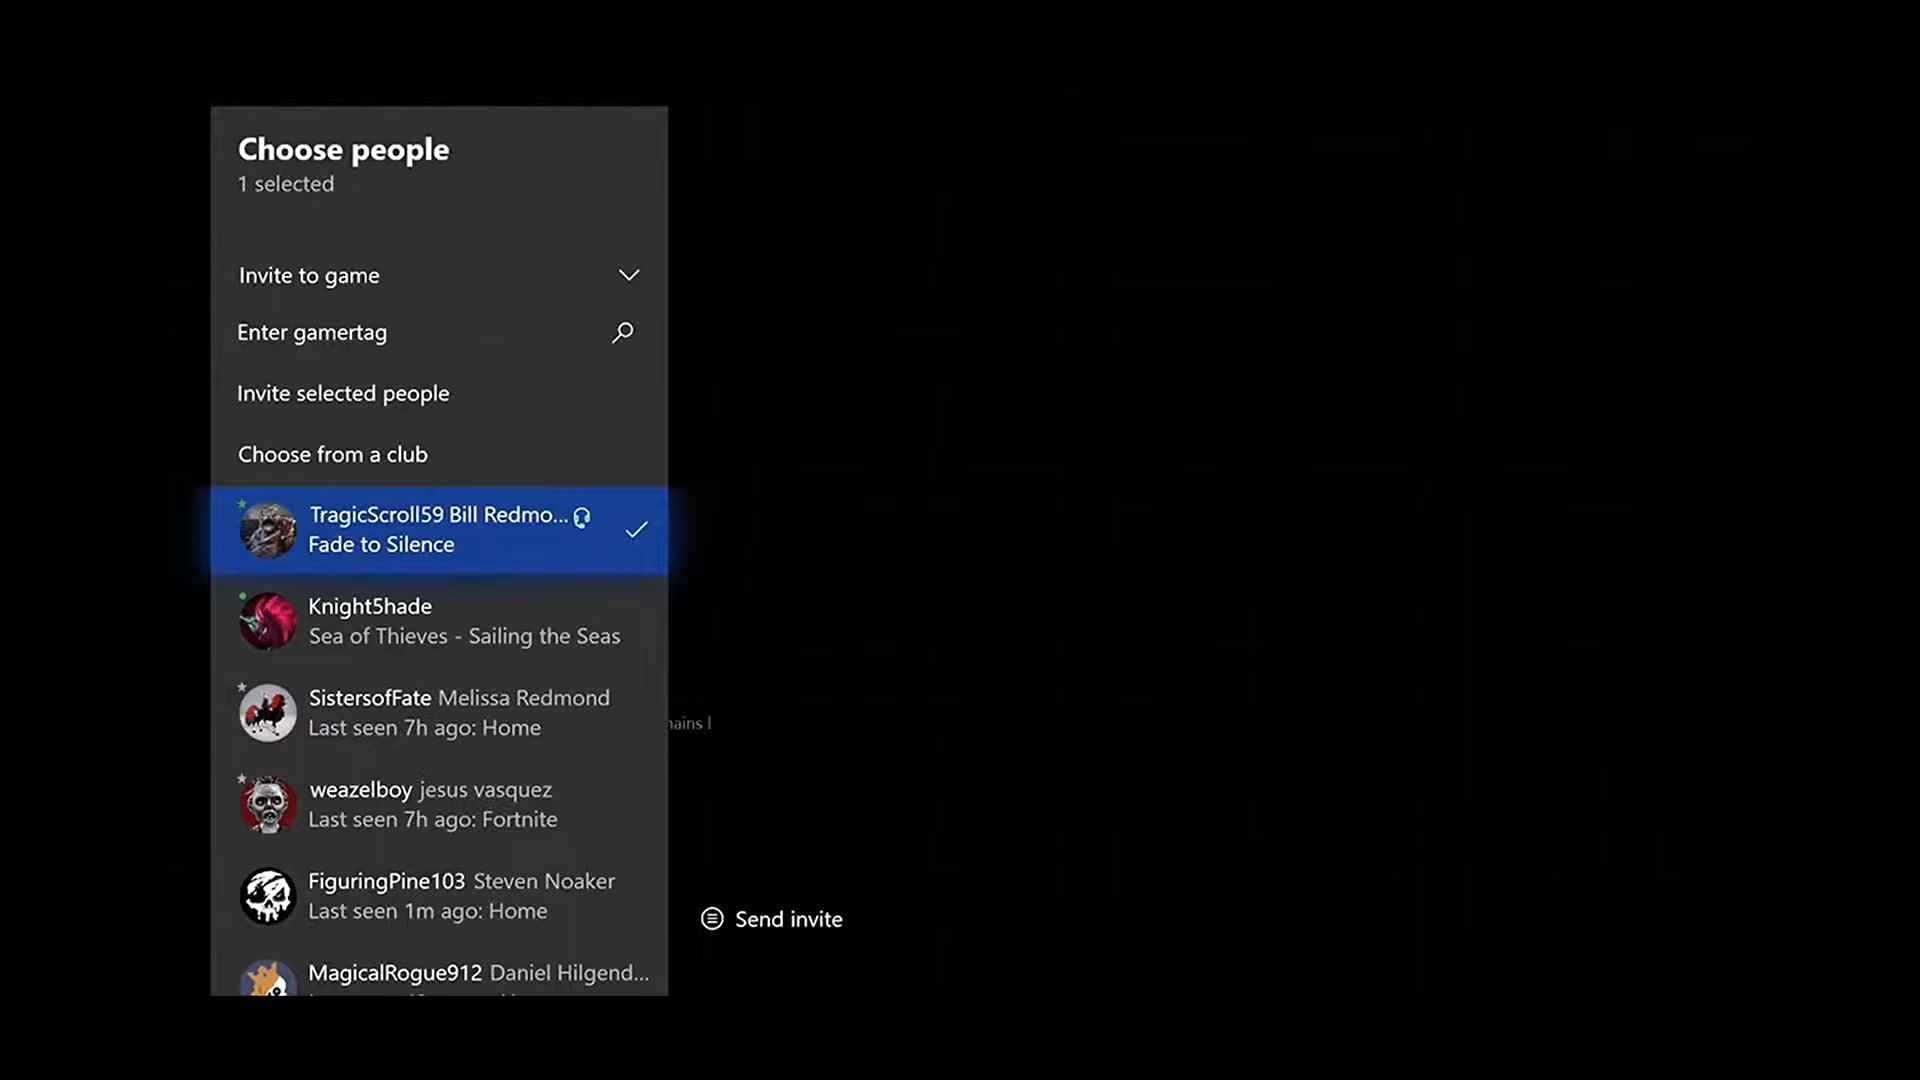 Choose people
1 selected
Invite to game
Enter gamertag
Invite selected people
Choose from a club
TragicScroll59 Bill Redmo...
Fade to Silence
Knight5hade
Sea of Thieves - Sailing the Seas
SistersofFate Melissa Redmond
Last seen 7h ago: Home
weazelboy jesus vasquez
Last seen 7h ago: Fortnite
FiguringPine103 Steven Noaker
Last seen 1m ago: Home
MagicalRogue912 Daniel Hilgend...
Send invite